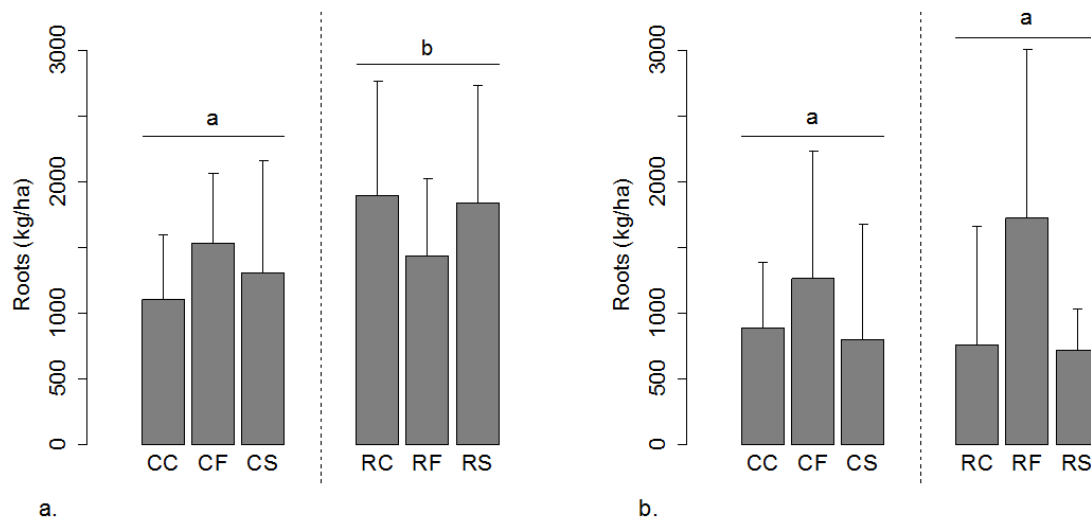 a
b
Roots (kg/ha)
0
500
1000
2000
3000
CC CF CS RC RF RS
a.
a
a
Roots (kg/ha)
0
500
1000
2000
3000
CC CF CS RC RF RS
b.